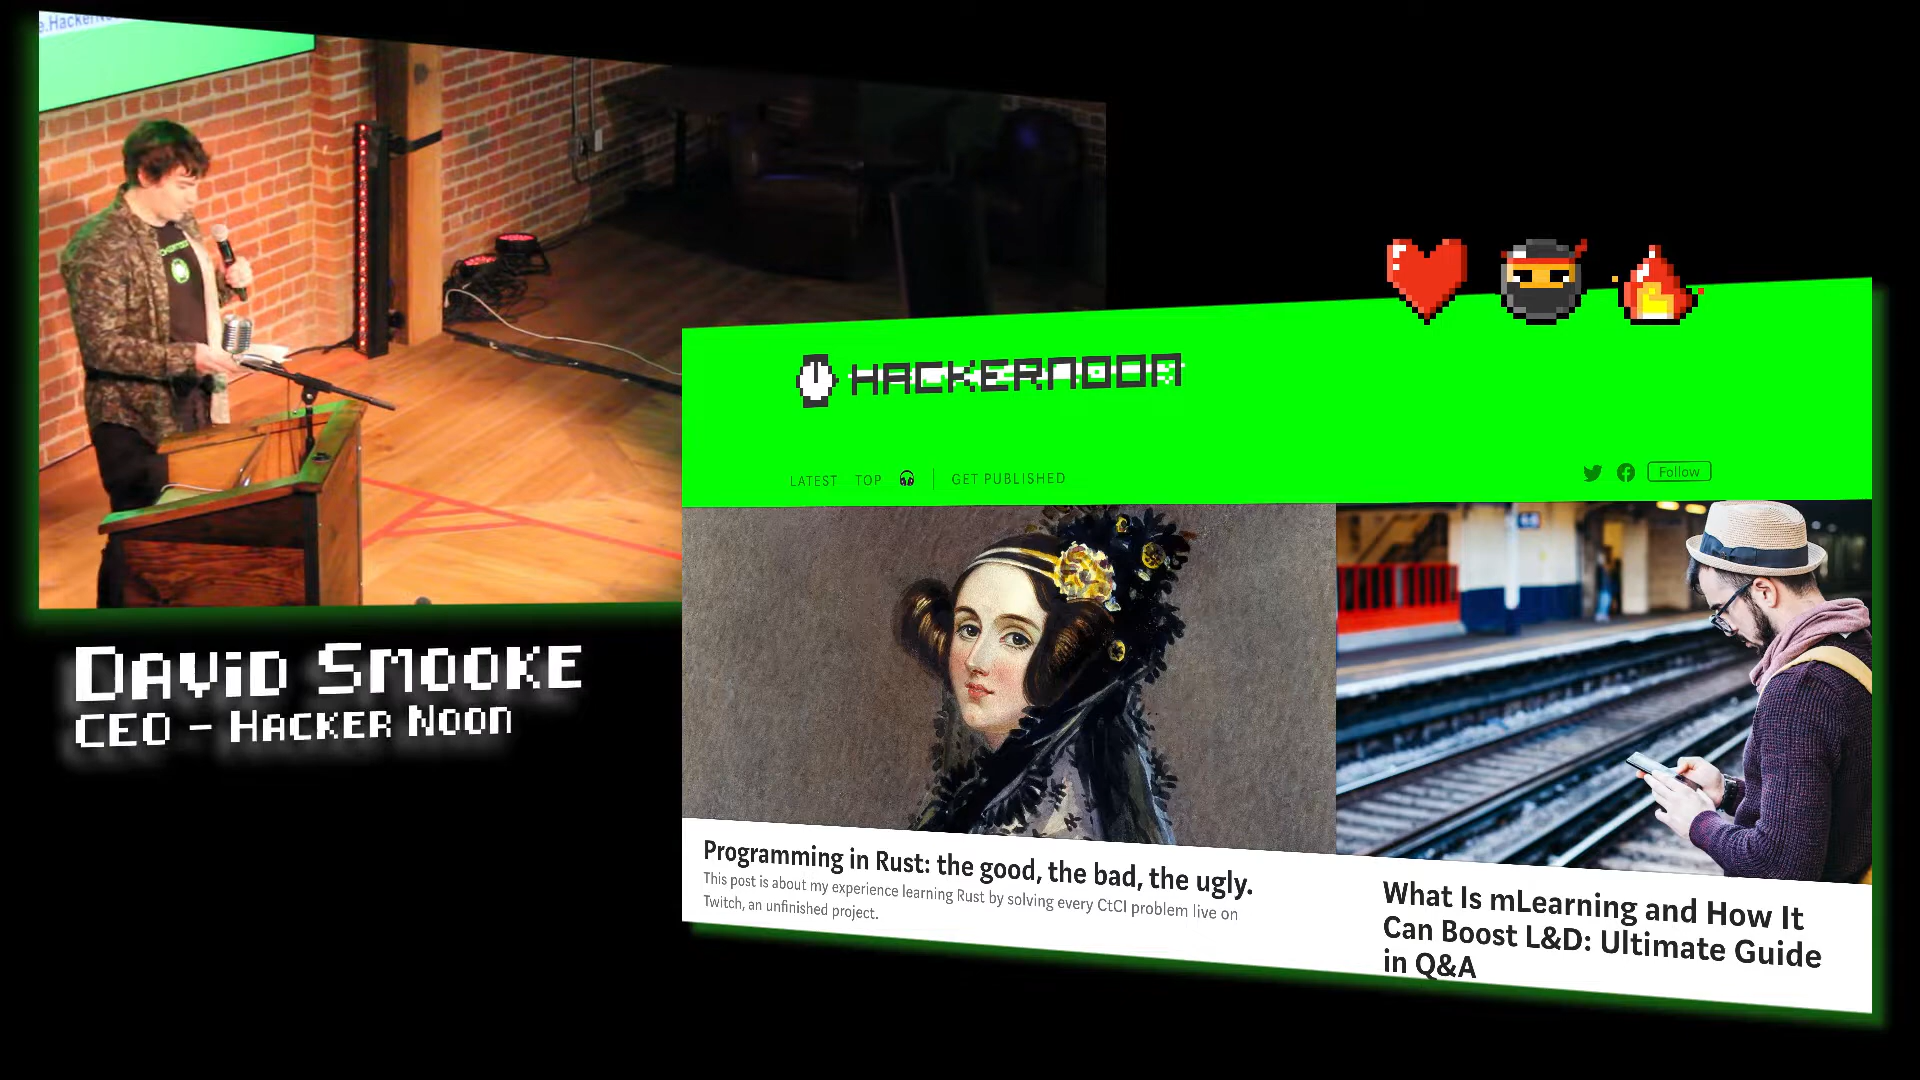 e.HackerNo
DAViD SMOOKE
CEO – HACKER NOON
HACKERNOON
LATEST TOP GET PUBLISHED
Follow
Programming in Rust: the good, the bad, the ugly.
This post is about my experience learning Rust by solving every CtCI problem live on
Twitch, an unfinished project.
What Is mLearning and How It
Can Boost L&D: Ultimate Guide
in Q&A